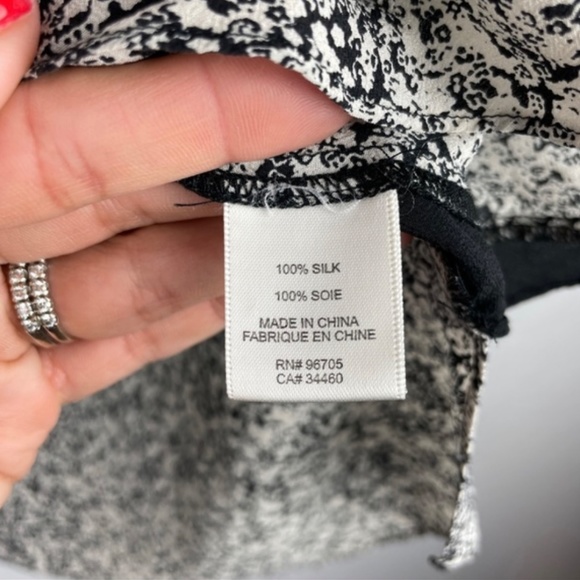 100% SILK
100% SOIE
MADE IN CHINA
FABRIQUE EN CHINE
RN# 96705
CA# 34460